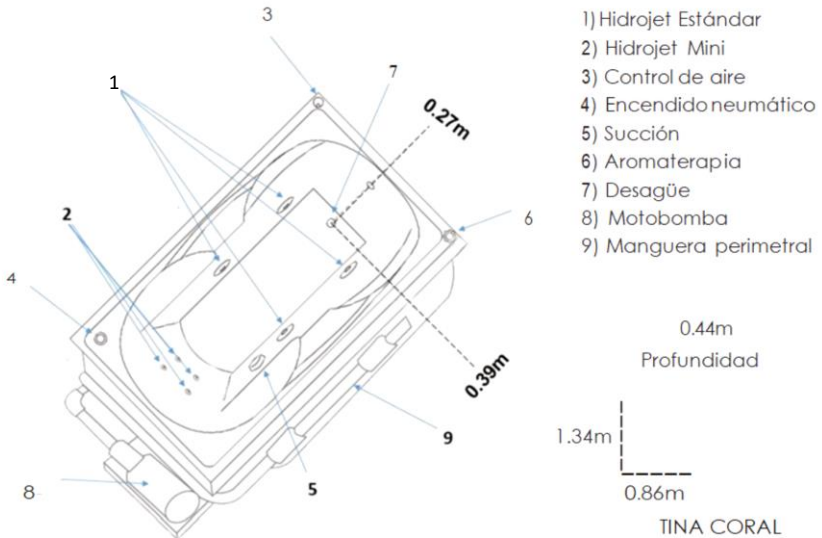 3
1) Hidrojet Estándar
2) Hidrojet Mini
3) Control de aire
4) Encendido neumático
5) Succión
6) Aromaterapia
7) Desagüe
8) Motobomba
9) Manguera perimetral
1
7
0.27m
2
6
4
0.39m
9
8
5
0.44m
Profundidad
1.34m
0.86m
TINA CORAL